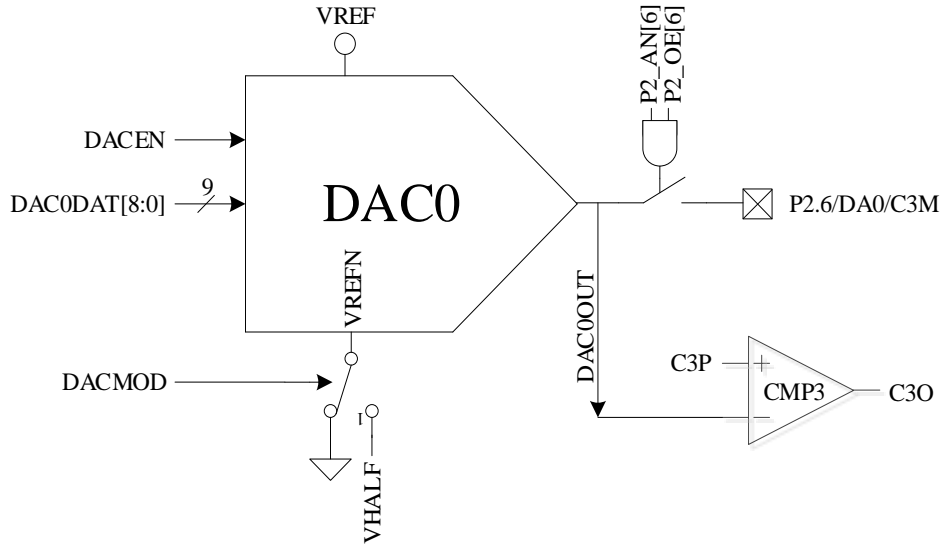 VREF
P2_AN[6]
P2_OE[6]
DACEN
DAC0DAT[8:0]
9
DAC0
P2.6/DA0/C3M
VREFN
DAC0OUT
DACMOD
C3P
+
CMP3
C3O
1
VHALF